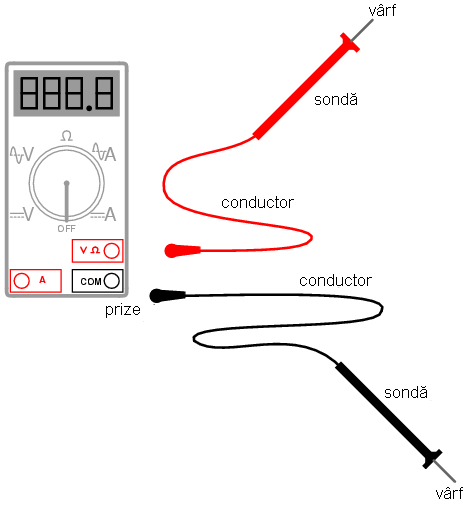 vârf
888.8
sondă
Ω
V
A
conductor
V
A
OFF
V Ω
A
COM
conductor
prize
sondă
vârf